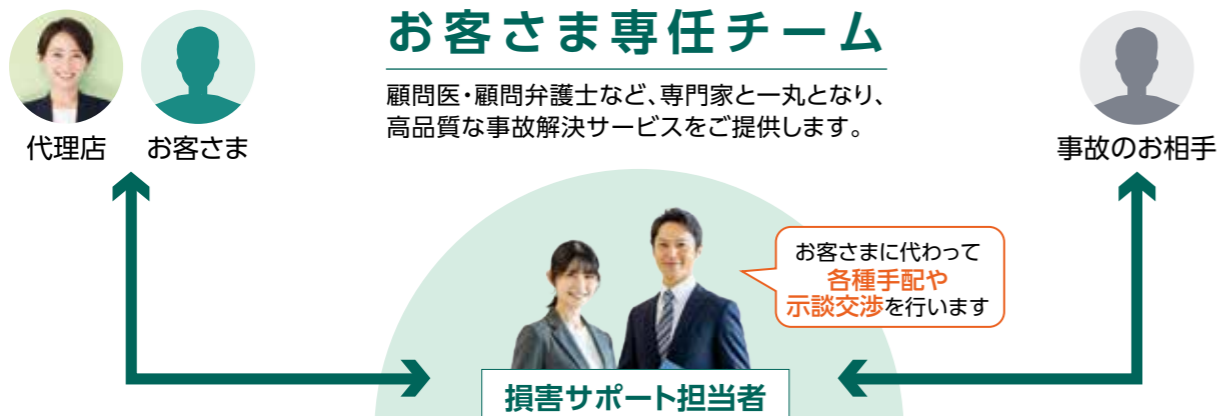 お客さま専任チーム
顧問医・顧問弁護士など、専門家と一丸となり、
高品質な事故解決サービスをご提供します。
代理店
お客さま
事故のお相手
お客さまに代わって
各種手配や
示談交渉を行います
損害サポート担当者